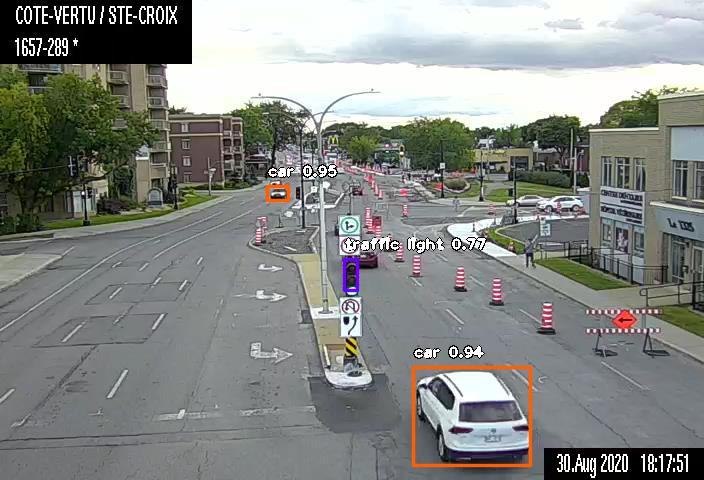 COTE-VERTU / STE-CROIX
1657-289 *
car 0.95
traffic light 0.77
car 0.94
30.Aug 2020 18:17:51